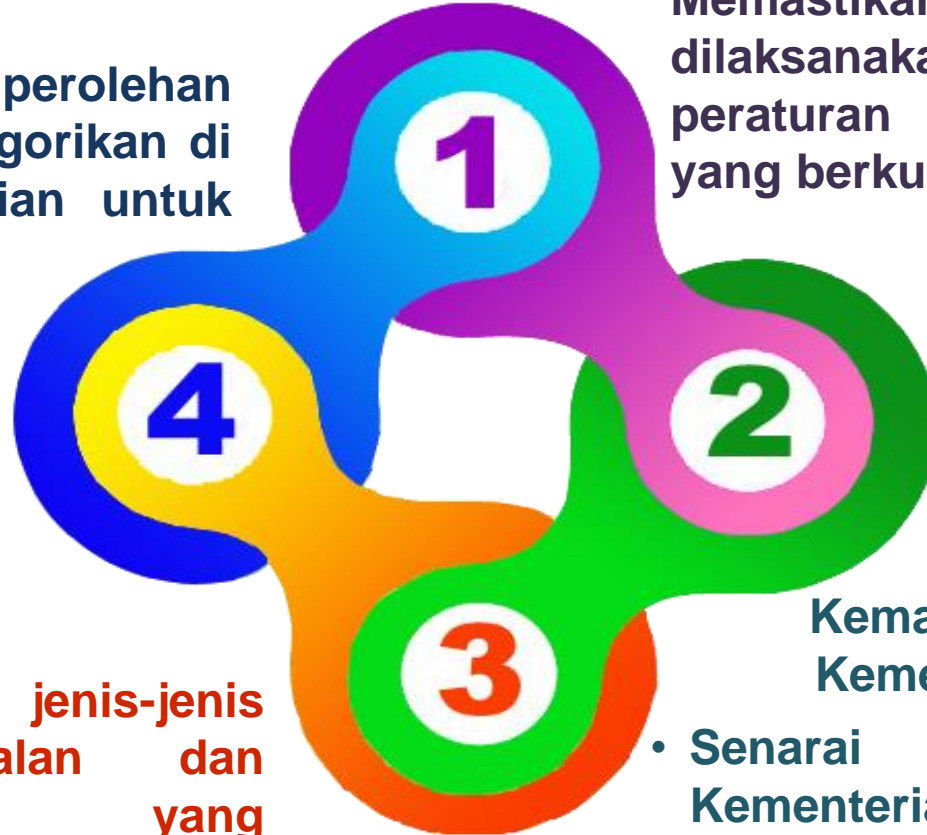 perolehan
gorikan di
ian untuk
Memastikan
dilaksanaka
peraturan
yang berku
1
2
3
4
Kema
Keme
• Senarai
Kementeria
jenis-jenis
alan dan
yang